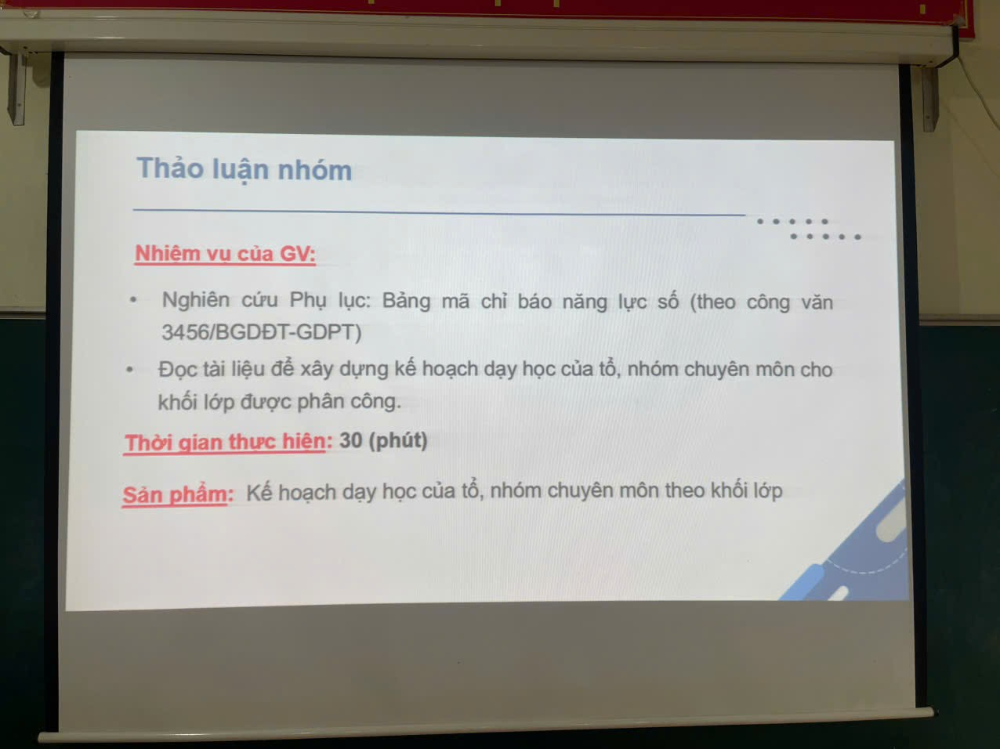 Thảo luận nhóm
Nhiệm vụ của GV:
• Nghiên cứu Phụ lục: Bảng mã chỉ báo năng lực số (theo công văn
3456/BGDĐT-GDPT)
• Đọc tài liệu để xây dựng kế hoạch dạy học của tổ, nhóm chuyên môn cho
khối lớp được phân công.
Thời gian thực hiện: 30 (phút)
Sản phẩm: Kế hoạch dạy học của tổ, nhóm chuyên môn theo khối lớp